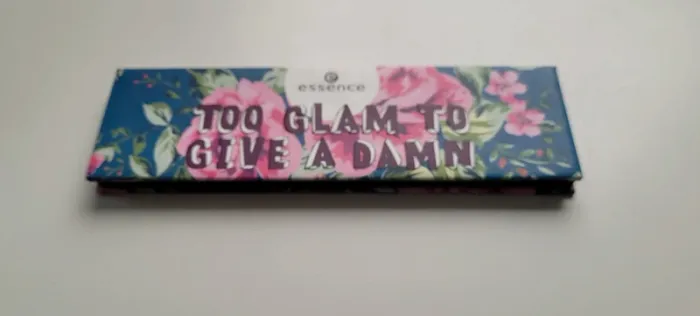 essence
TOO GLAM TO
GIVE A DAMN